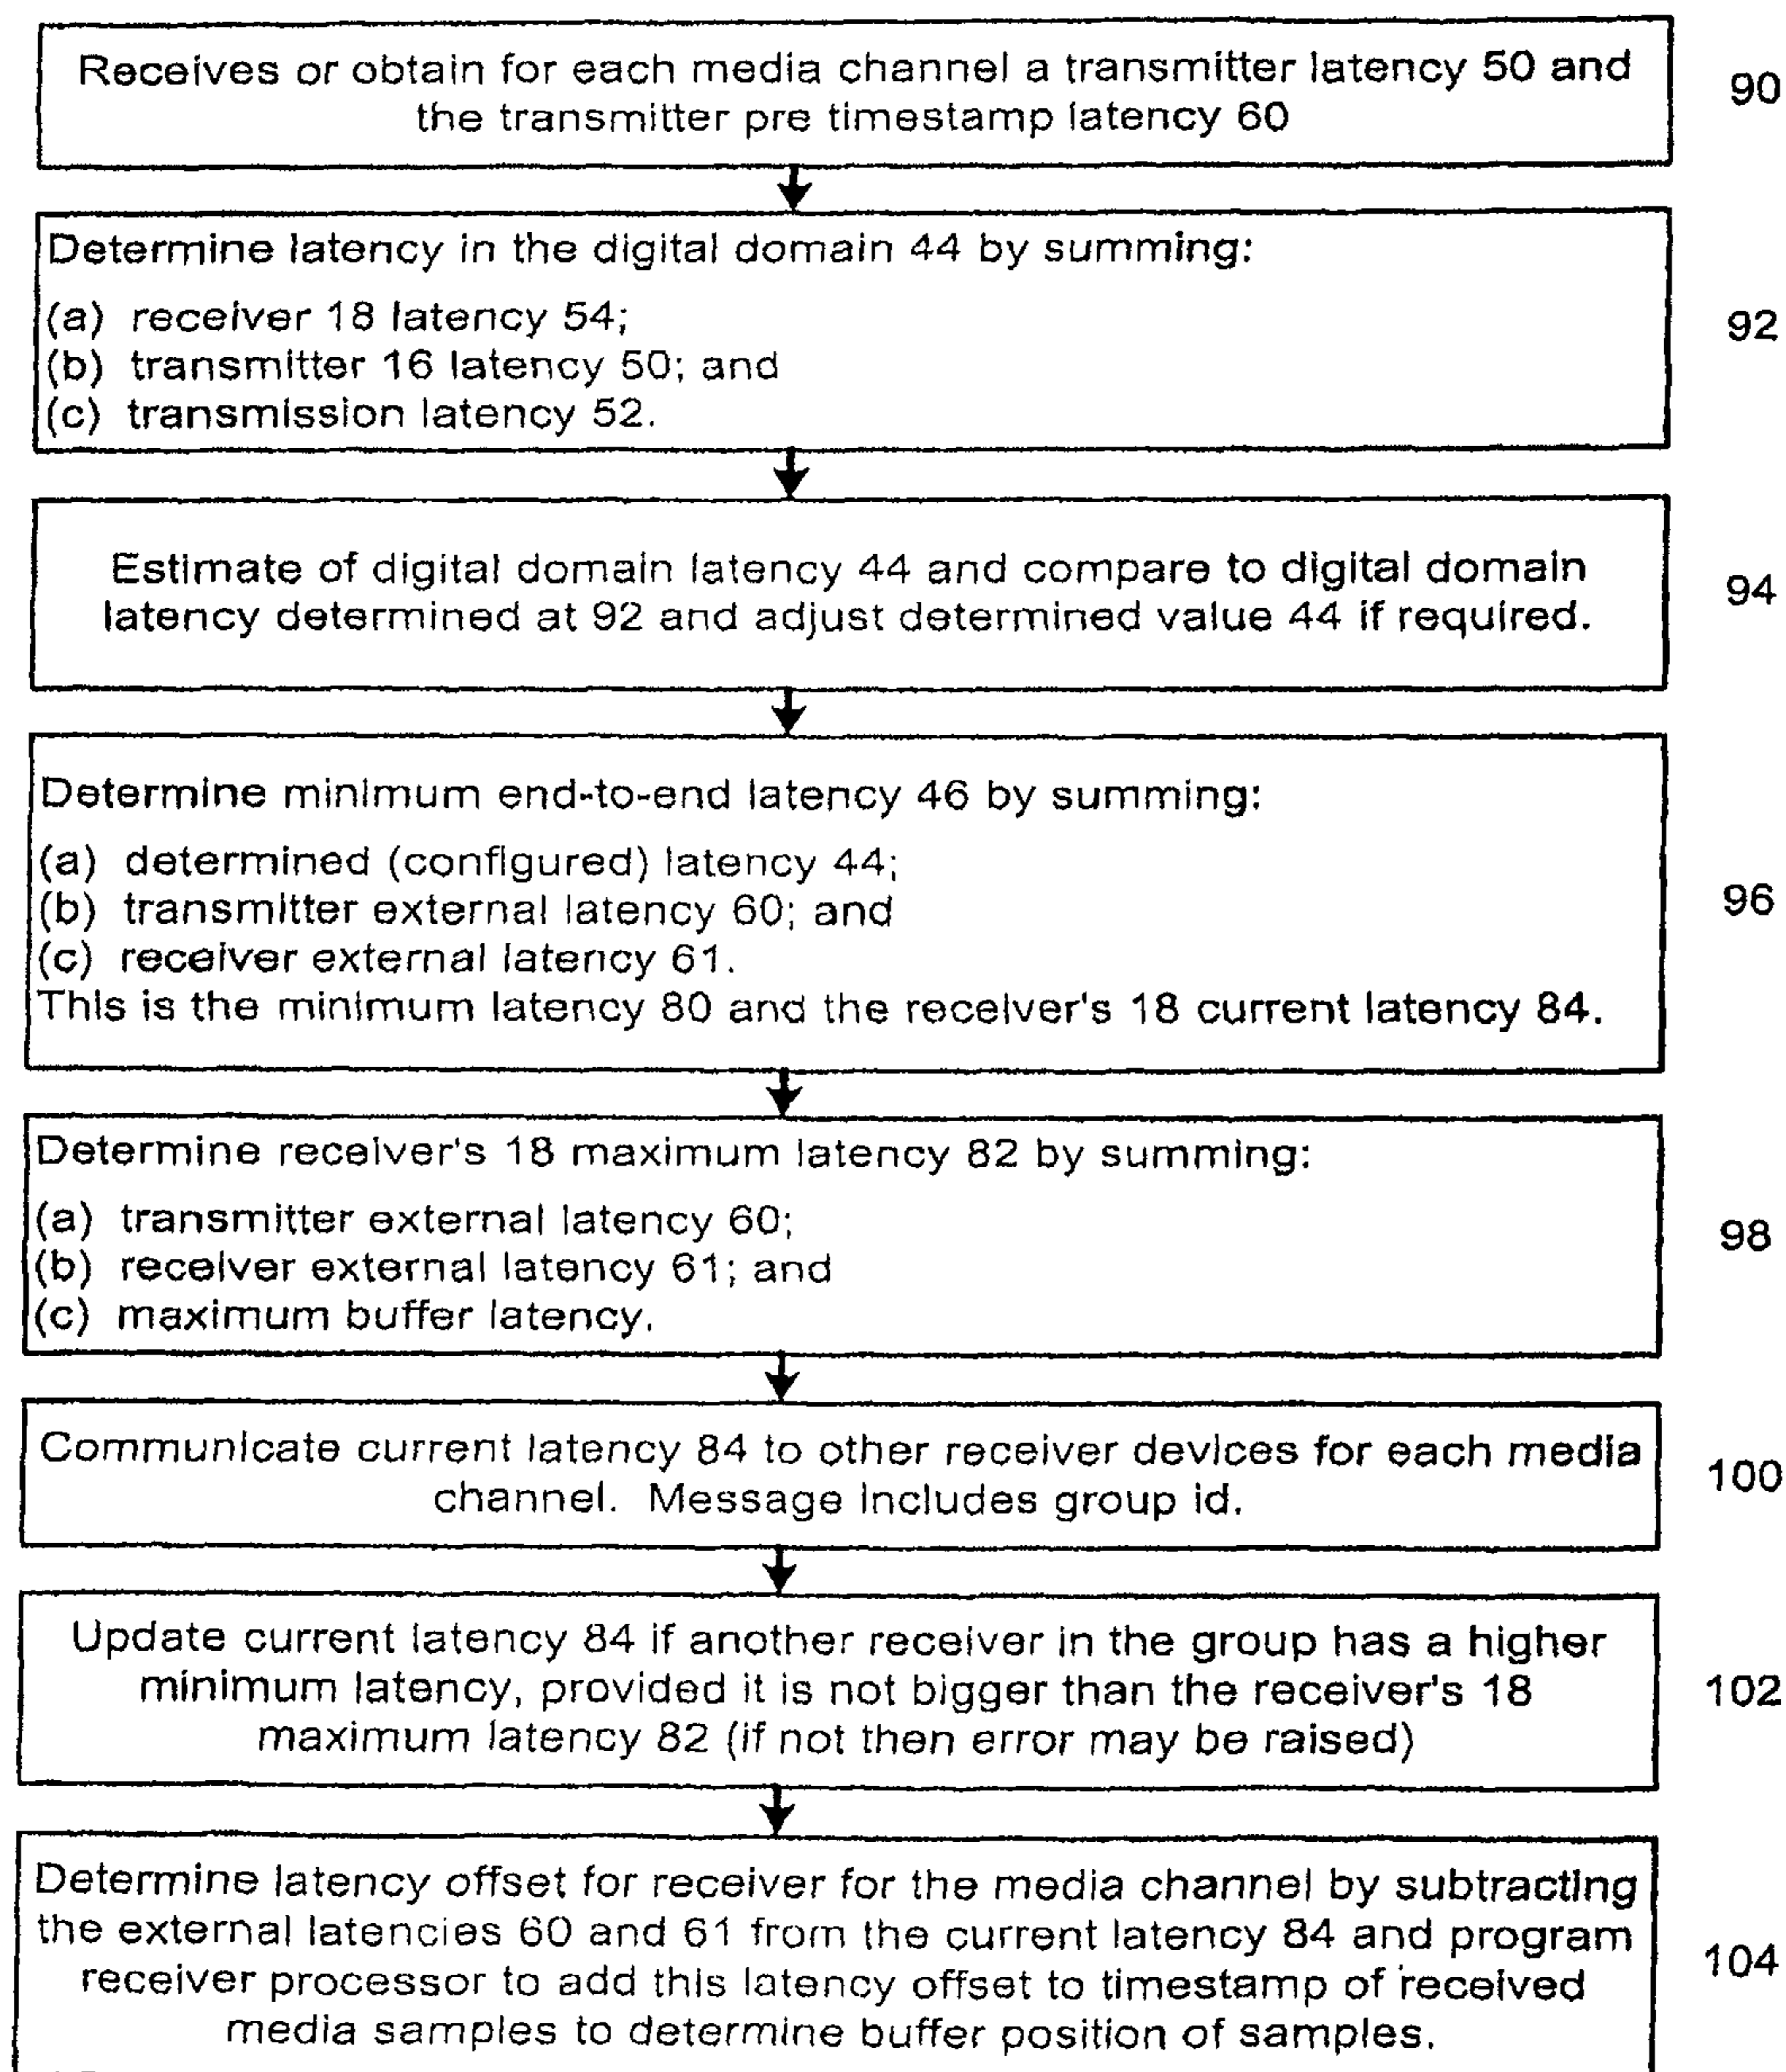 Receives or obtain for each media channel a transmitter latency 50 and
the transmitter pre timestamp latency 60
90
Determine latency in the digital domain 44 by summing:
(a) receiver 18 latency 54;
(b) transmitter 16 latency 50; and
(c) transmission latency 52.
92
Estimate of digital domain latency 44 and compare to digital domain
latency determined at 92 and adjust determined value 44 if required.
94
Determine minimum end-to-end latency 46 by summing:
(a) determined (configured) latency 44;
(b) transmitter external latency 60; and
(c) receiver external latency 61.
This is the minimum latency 80 and the receiver's 18 current latency 84.
96
Determine receiver's 18 maximum latency 82 by summing:
(a) transmitter external latency 60;
(b) receiver external latency 61; and
(c) maximum buffer latency.
98
Communicate current latency 84 to other receiver devices for each media
channel. Message includes group id.
100
Update current latency 84 if another receiver in the group has a higher
minimum latency, provided it is not bigger than the receiver's 18
maximum latency 82 (if not then error may be raised)
102
Determine latency offset for receiver for the media channel by subtracting
the external latencies 60 and 61 from the current latency 84 and program
receiver processor to add this latency offset to timestamp of received
media samples to determine buffer position of samples.
104